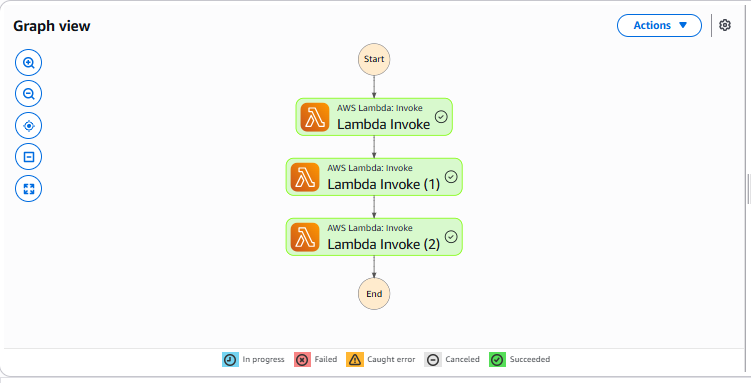 Graph view
Actions
Start
AWS Lambda: Invoke
Lambda Invoke
AWS Lambda: Invoke
Lambda Invoke (1)
AWS Lambda: Invoke
Lambda Invoke (2)
End
In progress
Failed
Caught error
Canceled
Succeeded